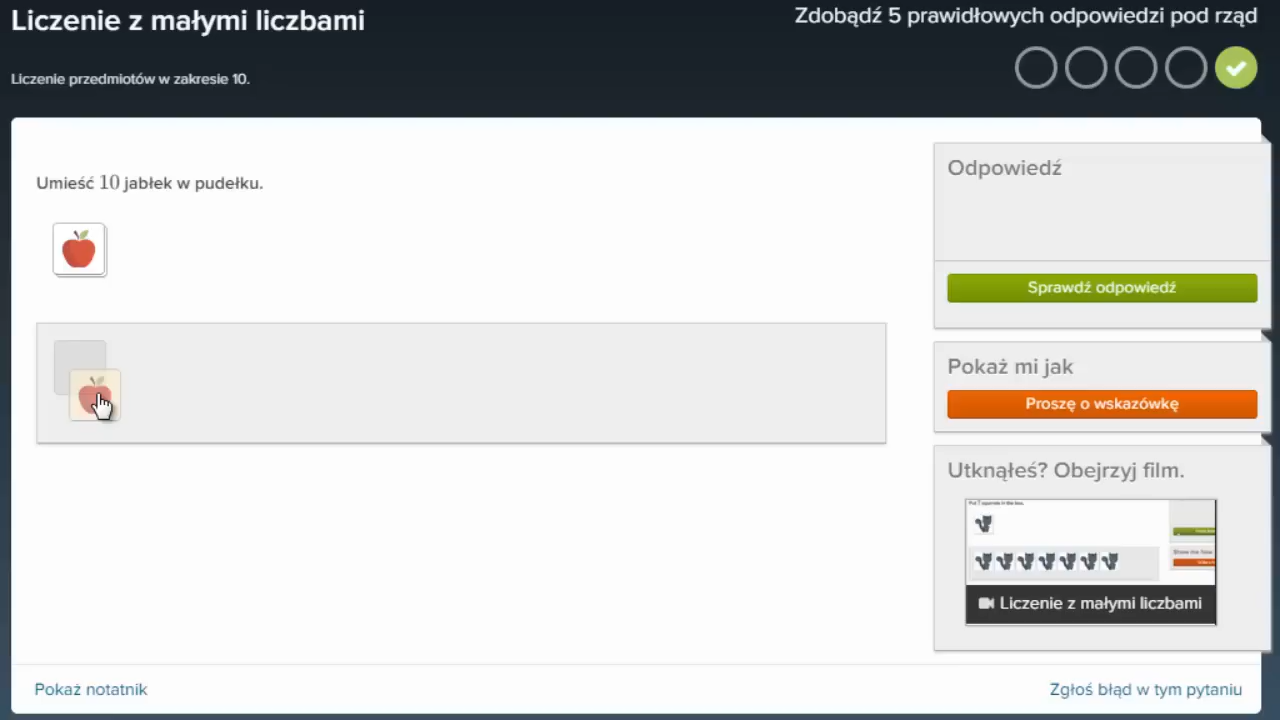 Liczenie z małymi liczbami
Zdobądź 5 prawidłowych odpowiedzi pod rząd
Liczenie przedmiotów w zakresie 10.
Umieść 10 jabłek w pudełku.
Odpowiedź
Sprawdź odpowiedź
Pokaż mi jak
Proszę o wskazówkę
Utknąłeś? Obejrzyj film.
Liczenie z małymi liczbami
Pokaż notatnik
Zgłoś błąd w tym pytaniu